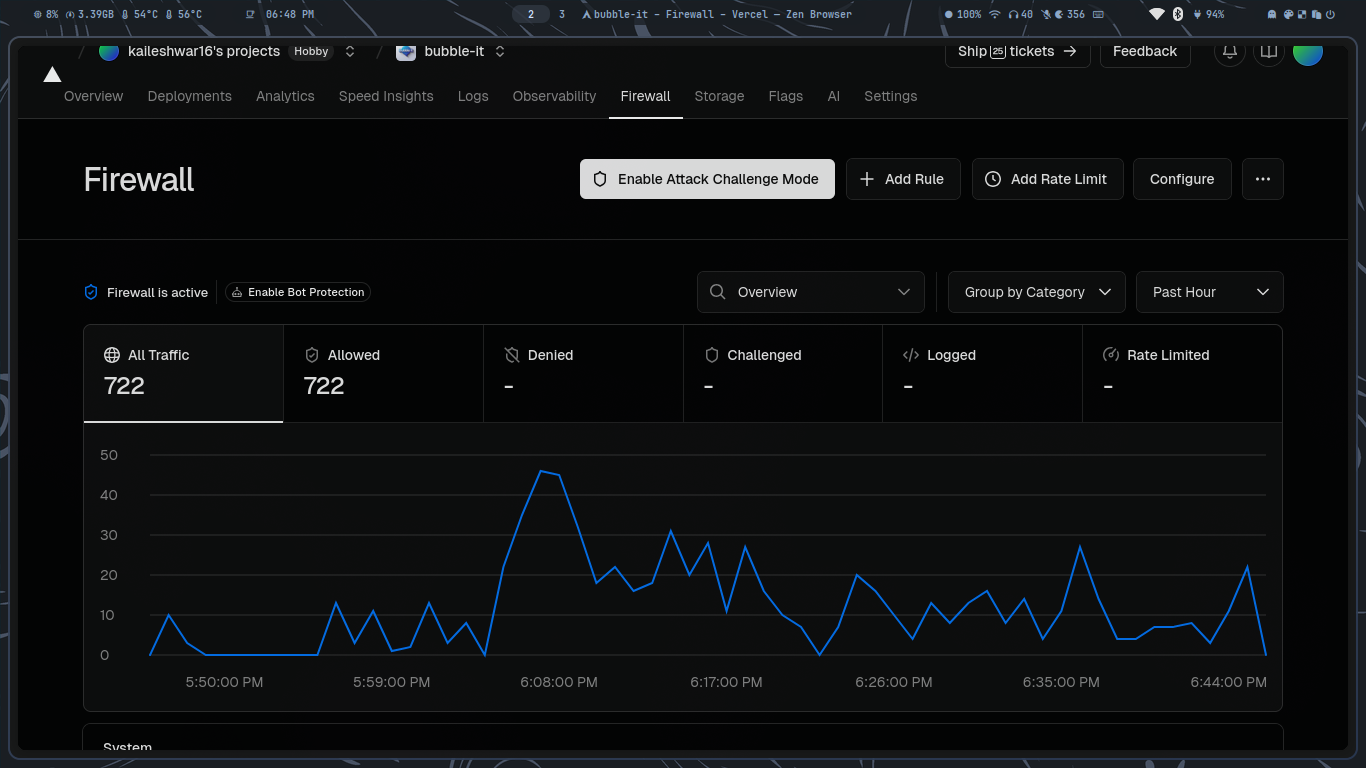 8% 3.39GB 54°C 56°C 06:48 PM 2 3 bubble-it – Firewall – Vercel — Zen Browser 100% 40 356 94%
/ kaileshwar16's projects Hobby / bubble-it Ship 25 tickets → Feedback
Overview Deployments Analytics Speed Insights Logs Observability Firewall Storage Flags AI Settings
Firewall Enable Attack Challenge Mode Add Rule Add Rate Limit Configure
Firewall is active Enable Bot Protection Overview Group by Category Past Hour
All Traffic Allowed Denied Challenged Logged Rate Limited
722 722 - - - -
50
40
30
20
10
0
5:50:00 PM 5:59:00 PM 6:08:00 PM 6:17:00 PM 6:26:00 PM 6:35:00 PM 6:44:00 PM
System